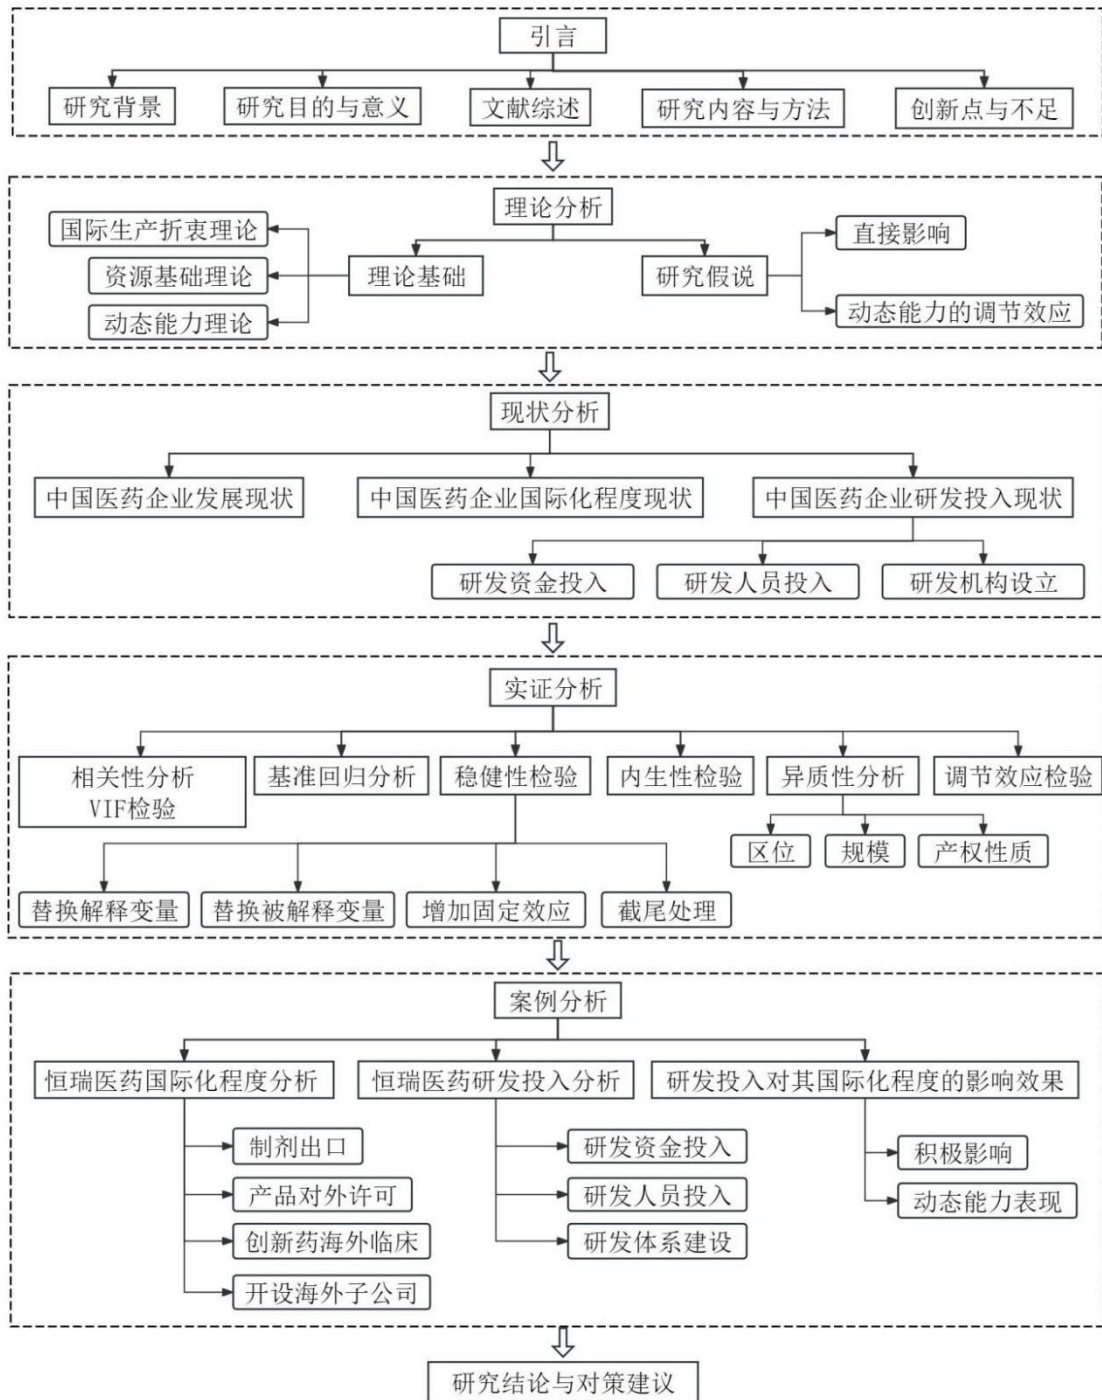 引言
研究背景
研究目的与意义
文献综述
研究内容与方法
创新点与不足
理论分析
国际生产折衷理论
直接影响
资源基础理论
理论基础
研究假说
动态能力理论
动态能力的调节效应
现状分析
中国医药企业发展现状
中国医药企业国际化程度现状
中国医药企业研发投入现状
研发资金投入
研发人员投入
研发机构设立
实证分析
相关性分析
VIF检验
基准回归分析
稳健性检验
内生性检验
异质性分析
调节效应检验
区位
规模
产权性质
替换解释变量
替换被解释变量
增加固定效应
截尾处理
案例分析
恒瑞医药国际化程度分析
恒瑞医药研发投入分析
研发投入对其国际化程度的影响效果
制剂出口
研发资金投入
积极影响
产品对外许可
研发人员投入
动态能力表现
创新药海外临床
研发体系建设
开设海外子公司
研究结论与对策建议